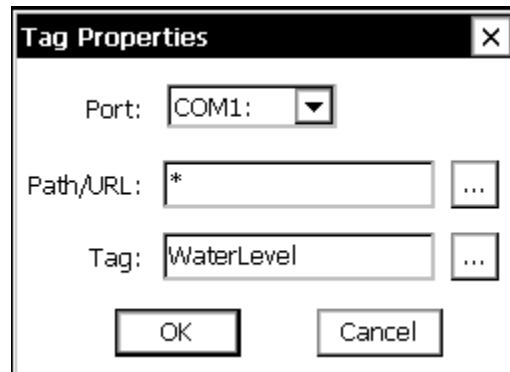 Tag Properties
Port: COM1:
Path/URL: * ...
Tag: WaterLevel ...
OK Cancel